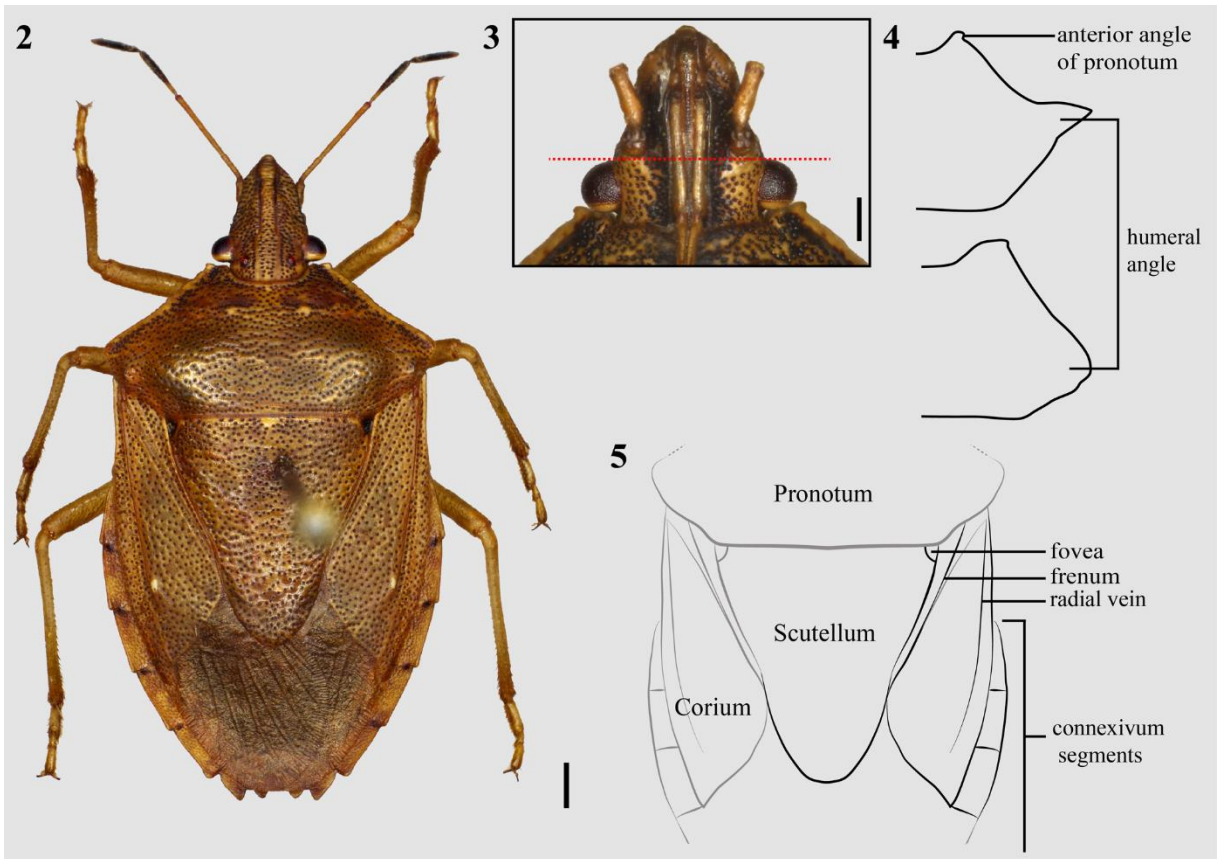 2
3
4
anterior angle
of pronotum
humeral
angle
5
Pronotum
fovea
frenum
radial vein
Scutellum
Corium
connexivum
segments